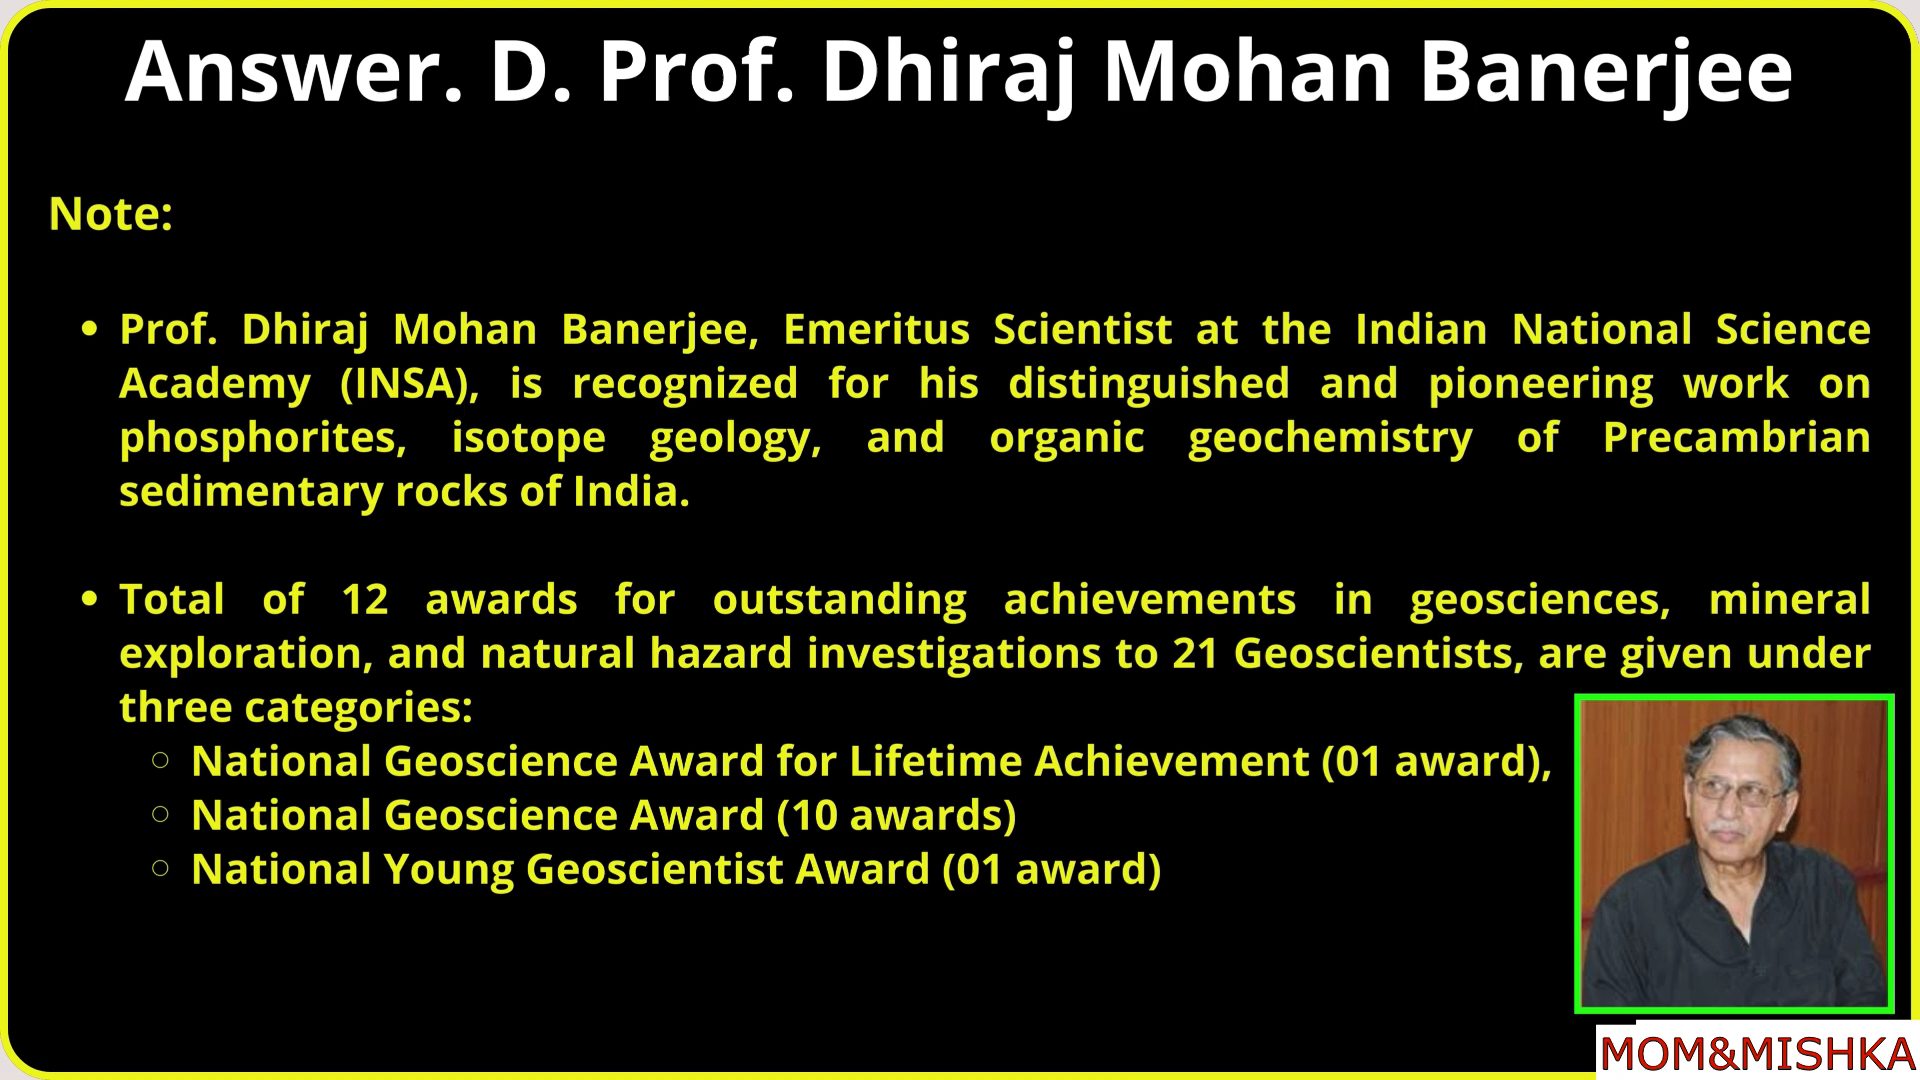 Answer. D. Prof. Dhiraj Mohan Banerjee
Note:
• Prof. Dhiraj Mohan Banerjee, Emeritus Scientist at the Indian National Science
Academy (INSA), is recognized for his distinguished and pioneering work on
phosphorites, isotope geology, and organic geochemistry of Precambrian
sedimentary rocks of India.
• Total of 12 awards for outstanding achievements in geosciences, mineral
exploration, and natural hazard investigations to 21 Geoscientists, are given under
three categories:
○ National Geoscience Award for Lifetime Achievement (01 award),
○ National Geoscience Award (10 awards)
○ National Young Geoscientist Award (01 award)
MOM&MISHKA